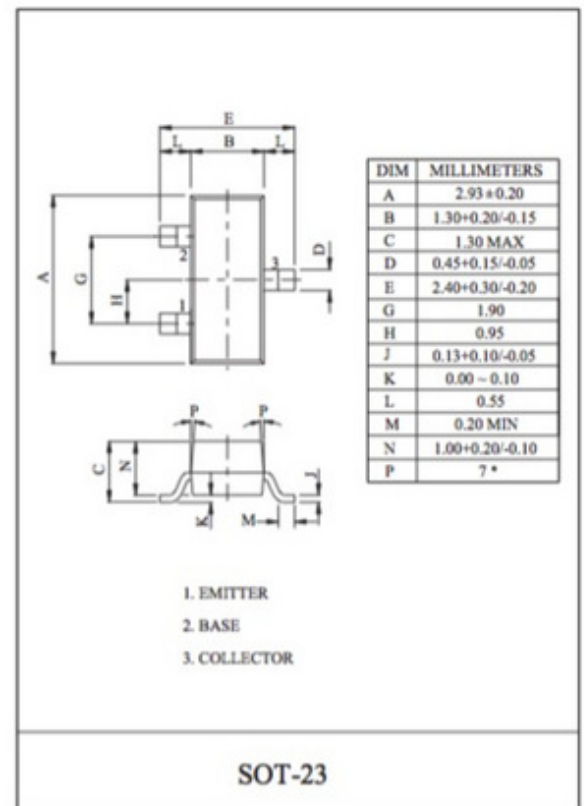 E
L B L
A
G
H
D
2
3
1
P P
C
N
J
K
M
DIM MILLIMETERS
A 2.93±0.20
B 1.30+0.20/-0.15
C 1.30 MAX
D 0.45+0.15/-0.05
E 2.40+0.30/-0.20
G 1.90
H 0.95
J 0.13+0.10/-0.05
K 0.00 ~ 0.10
L 0.55
M 0.20 MIN
N 1.00+0.20/-0.10
P 7 *
1. EMITTER
2. BASE
3. COLLECTOR
SOT-23